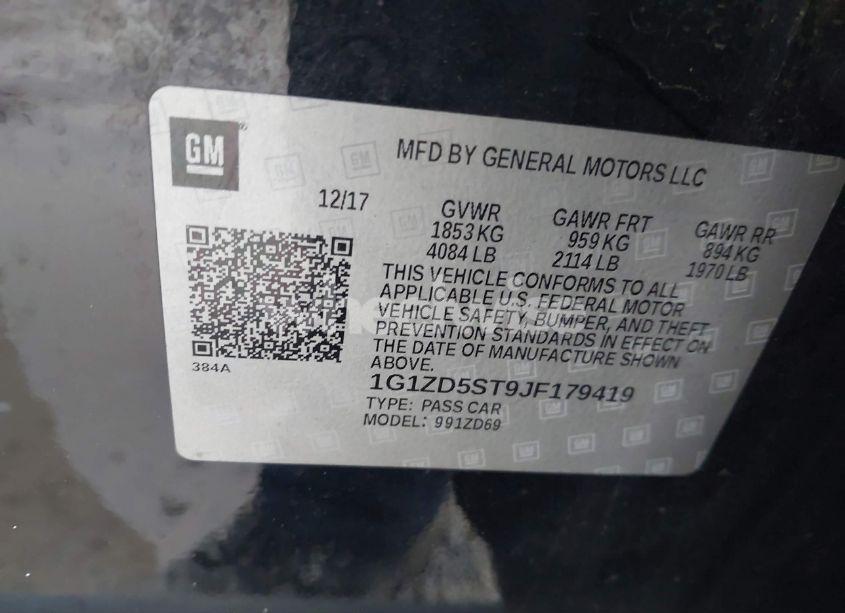 GM
MFD BY GENERAL MOTORS LLC
12/17
GVWR
1853 KG
4084 LB
GAWR FRT
959 KG
2114 LB
GAWR RR
894 KG
1970 LB
THIS VEHICLE CONFORMS TO ALL
APPLICABLE U.S. FEDERAL MOTOR
VEHICLE SAFETY, BUMPER, AND THEFT
PREVENTION STANDARDS IN EFFECT ON
THE DATE OF MANUFACTURE SHOWN
ABOVE.
384A
1G1ZD5ST9JF179419
TYPE: PASS CAR
MODEL: 991ZD69